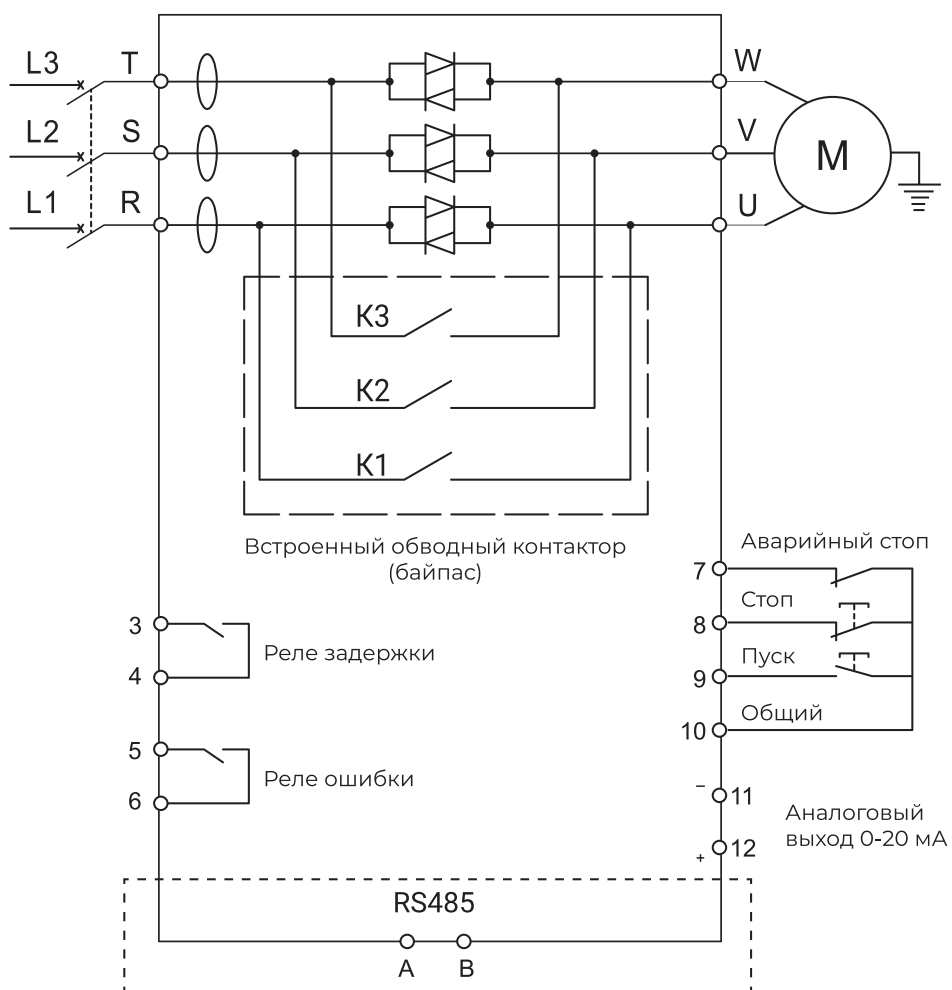 L3 T W
L2 S V M
L1 R U
K3
K2
K1
Встроенный обводный контактор
(байпас)
Аварийный стоп
7
Стоп
8
Пуск
9
Общий
10
3
Реле задержки
4
5
Реле ошибки
6
− 11
Аналоговый
выход 0-20 мА
+ 12
RS485
A B